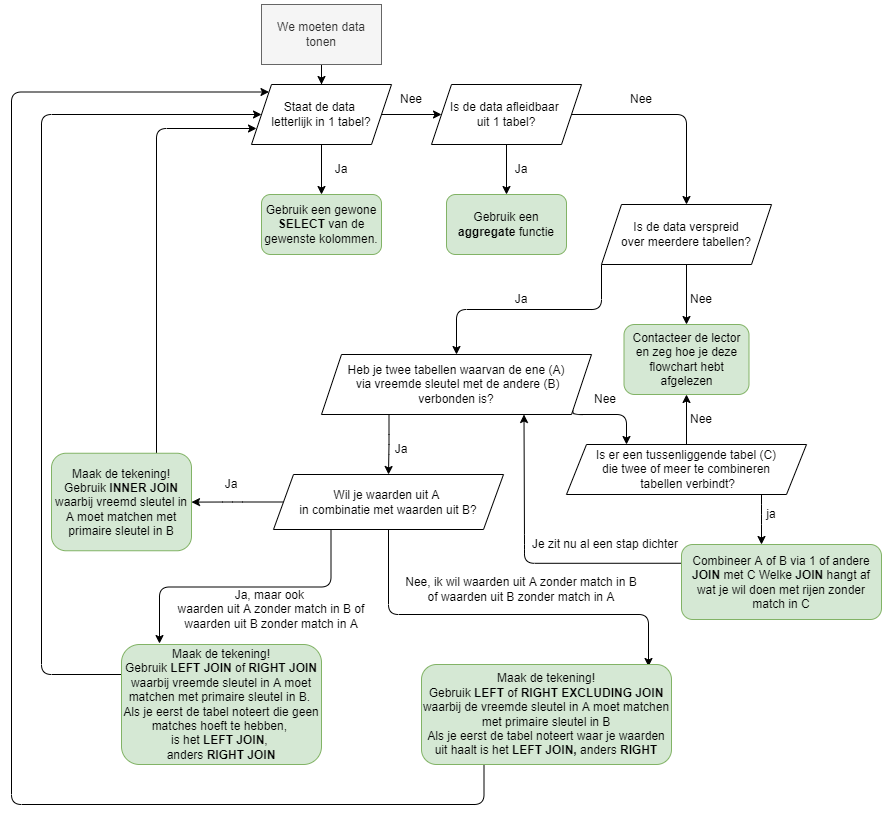 We moeten data
tonen
Staat de data
letterlijk in 1 tabel?
Nee
Is de data afleidbaar
uit 1 tabel?
Nee
Ja
Ja
Gebruik een gewone
SELECT van de
gewenste kolommen.
Gebruik een
aggregate functie
Is de data verspreid
over meerdere tabellen?
Ja
Nee
Contacteer de lector
en zeg hoe je deze
flowchart hebt
afgelezen
Heb je twee tabellen waarvan de ene (A)
via vreemde sleutel met de andere (B)
verbonden is?
Nee
Nee
Ja
Is er een tussenliggende tabel (C)
die twee of meer te combineren
tabellen verbindt?
Maak de tekening!
Gebruik INNER JOIN
waarbij vreemd sleutel in
A moet matchen met
primaire sleutel in B
Ja
Wil je waarden uit A
in combinatie met waarden uit B?
ja
Je zit nu al een stap dichter
Combineer A of B via 1 of andere
JOIN met C Welke JOIN hangt af
wat je wil doen met rijen zonder
match in C
Ja, maar ook
waarden uit A zonder match in B of
waarden uit B zonder match in A
Nee, ik wil waarden uit A zonder match in B
of waarden uit B zonder match in A
Maak de tekening!
Gebruik LEFT JOIN of RIGHT JOIN
waarbij vreemde sleutel in A moet
matchen met primaire sleutel in B.
Als je eerst de tabel noteert die geen
matches hoeft te hebben,
is het LEFT JOIN,
anders RIGHT JOIN
Maak de tekening!
Gebruik LEFT of RIGHT EXCLUDING JOIN
waarbij de vreemde sleutel in A moet matchen
met primaire sleutel in B
Als je eerst de tabel noteert waar je waarden
uit haalt is het LEFT JOIN, anders RIGHT